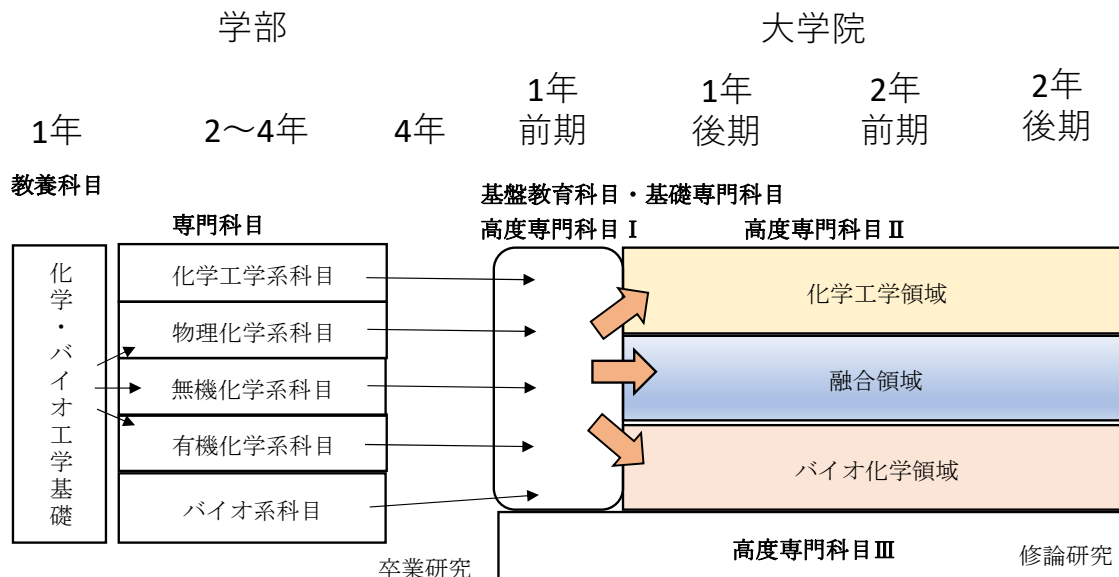 学部
大学院
1年
2～4年
4年
1年
前期
1年
後期
2年
前期
2年
後期
教養科目
専門科目
基盤教育科目・基礎専門科目
高度専門科目Ⅰ
高度専門科目Ⅱ
化学・バイオ工学基礎
化学工学系科目
物理化学系科目
無機化学系科目
有機化学系科目
バイオ系科目
化学工学領域
融合領域
バイオ化学領域
卒業研究
高度専門科目Ⅲ
修論研究